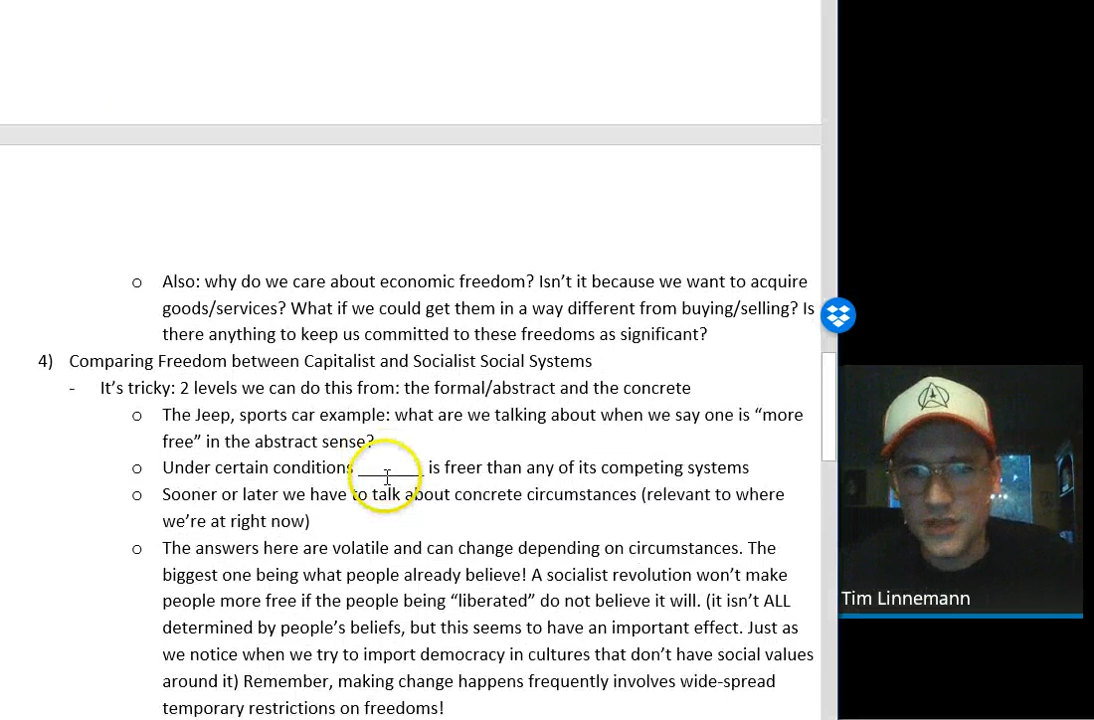 o Also: why do we care about economic freedom? Isn’t it because we want to acquire
goods/services? What if we could get them in a way different from buying/selling? Is
there anything to keep us committed to these freedoms as significant?
4) Comparing Freedom between Capitalist and Socialist Social Systems
- It’s tricky: 2 levels we can do this from: the formal/abstract and the concrete
o The Jeep, sports car example: what are we talking about when we say one is “more
free” in the abstract sense?
o Under certain conditions _______ is freer than any of its competing systems
o Sooner or later we have to talk about concrete circumstances (relevant to where
we’re at right now)
o The answers here are volatile and can change depending on circumstances. The
biggest one being what people already believe! A socialist revolution won’t make
people more free if the people being “liberated” do not believe it will. (it isn’t ALL
determined by people’s beliefs, but this seems to have an important effect. Just as
we notice when we try to import democracy in cultures that don’t have social values
around it) Remember, making change happens frequently involves wide-spread
temporary restrictions on freedoms!
Tim Linnemann